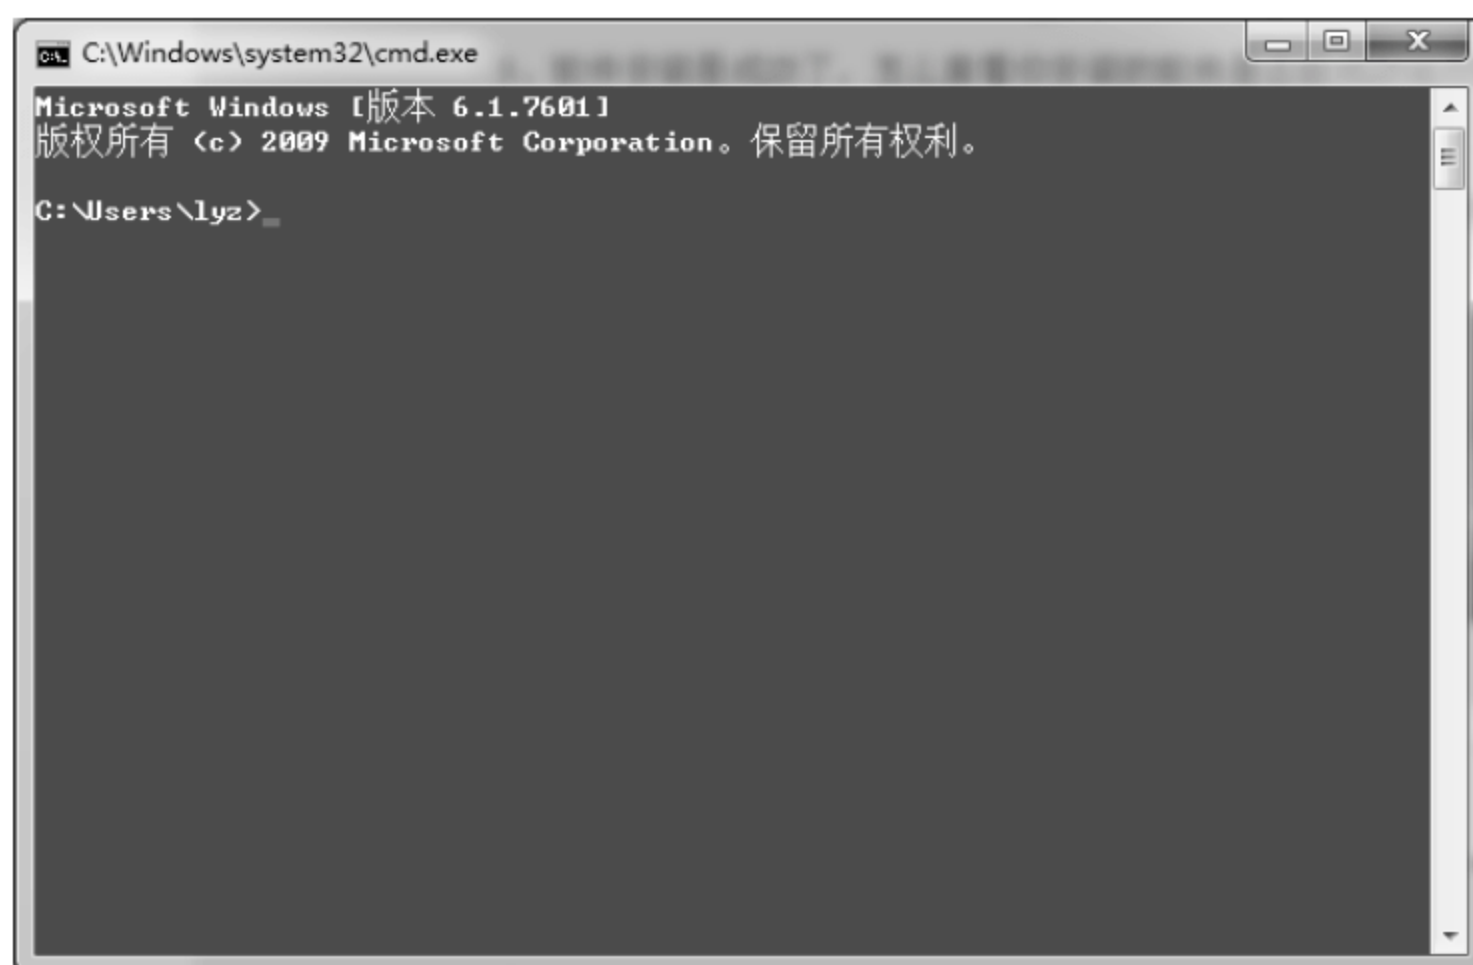 C:\Windows\system32\cmd.exe
Microsoft Windows [版本 6.1.7601]
版权所有 (c) 2009 Microsoft Corporation。保留所有权利。
C:\Users\lyz>_